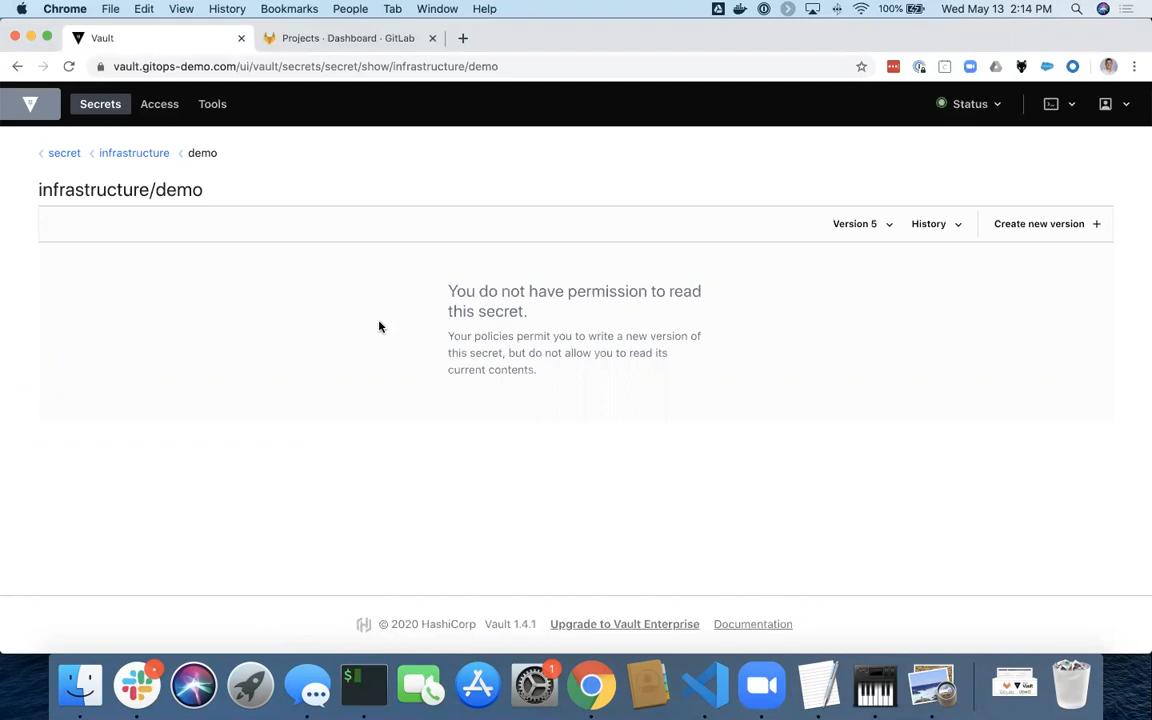 Chrome File Edit View History Bookmarks People Tab Window Help 100% Wed May 13 2:14 PM
Vault Projects · Dashboard · GitLab
vault.gitops-demo.com/ui/vault/secrets/secret/show/infrastructure/demo
Secrets Access Tools Status
secret infrastructure demo
infrastructure/demo
Version 5 History Create new version
You do not have permission to read
this secret.
Your policies permit you to write a new version of
this secret, but do not allow you to read its
current contents.
© 2020 HashiCorp Vault 1.4.1 Upgrade to Vault Enterprise Documentation
1